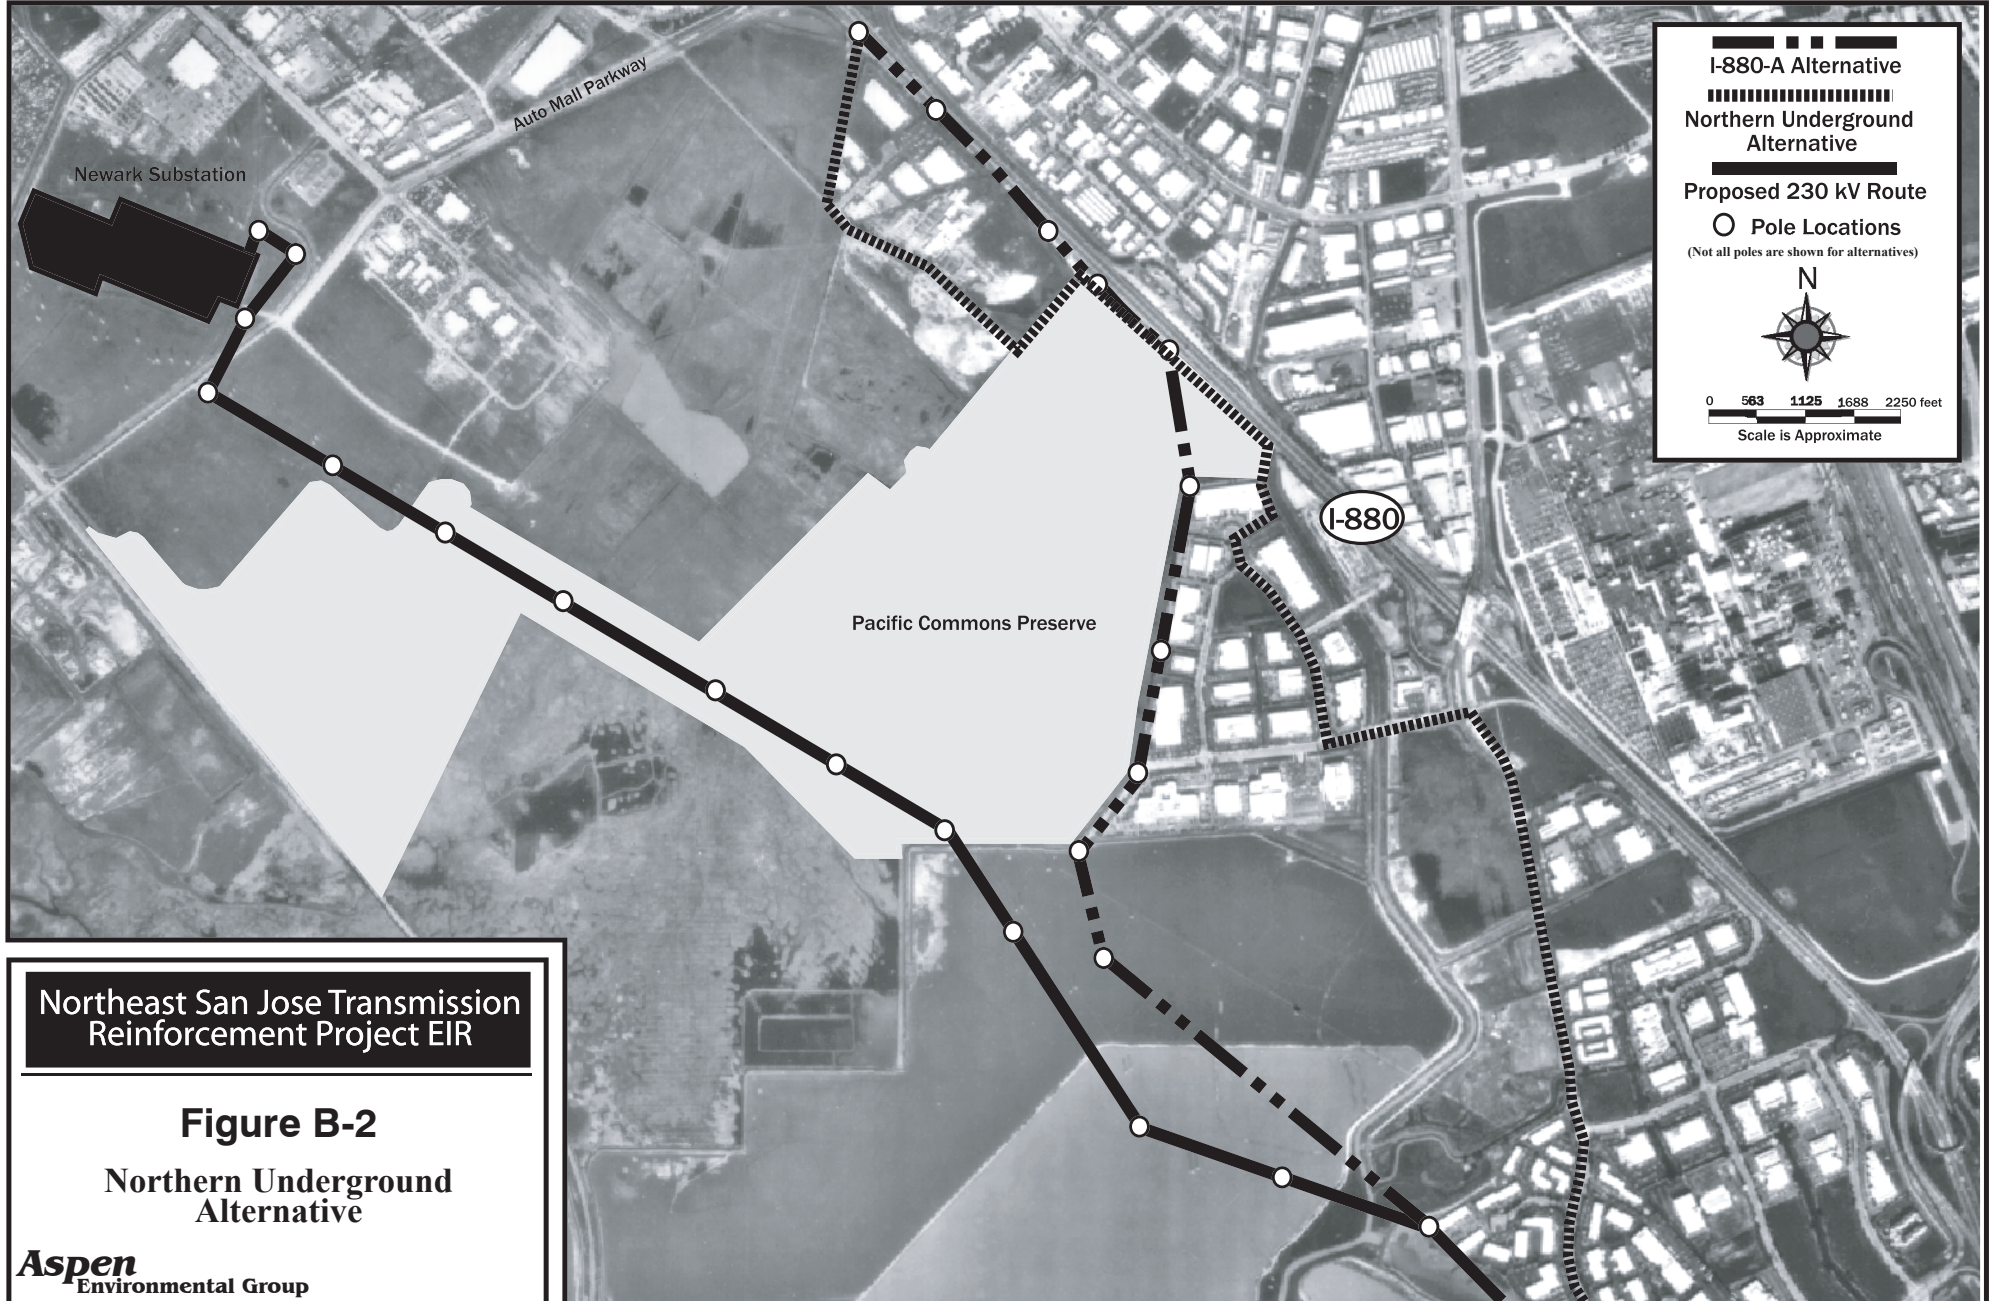 Auto Mall Parkway
Newark Substation
I-880
Pacific Commons Preserve
I-880-A Alternative
Northern Underground
Alternative
Proposed 230 kV Route
Pole Locations
(Not all poles are shown for alternatives)
N
0 563 1125 1688 2250 feet
Scale is Approximate
Northeast San Jose Transmission
Reinforcement Project EIR
Figure B-2
Northern Underground
Alternative
Aspen
Environmental Group